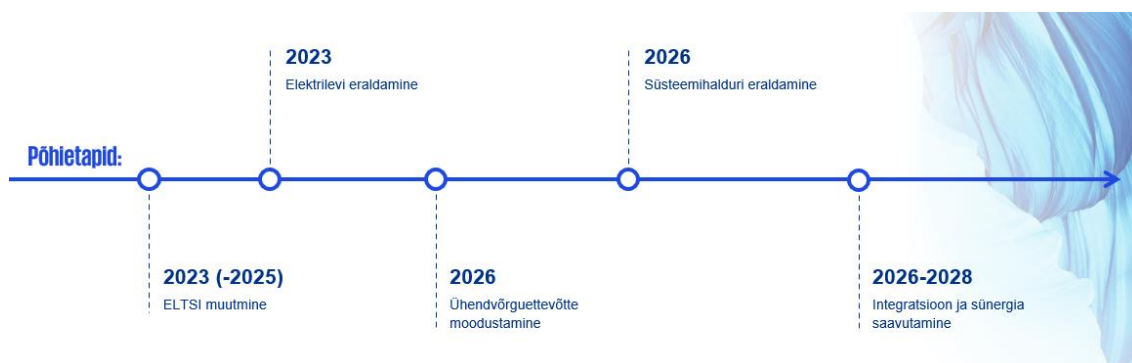 Põhietapid:
2023 (-2025)
ELTSI muutmine
2023
Elektrilevi eraldamine
2026
Ühendvõrguettevõtte
moodustamine
2026
Süsteemihalduri eraldamine
2026-2028
Integratsioon ja sünergia
saavutamine